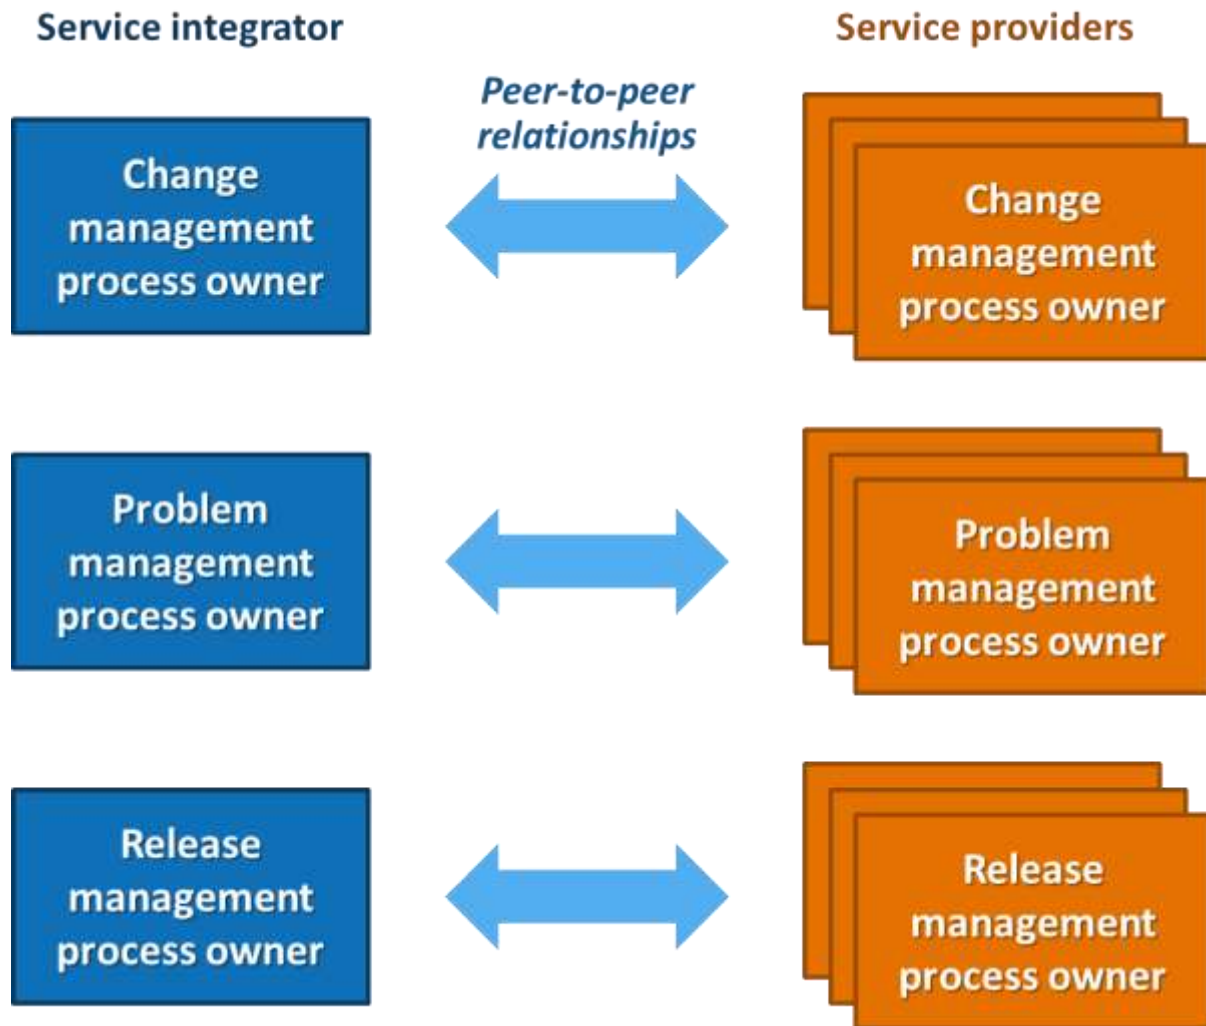 Service integrator
Service providers
Peer-to-peer
relationships
Change
management
process owner
Change
management
process owner
Problem
management
process owner
Problem
management
process owner
Release
management
process owner
Release
management
process owner